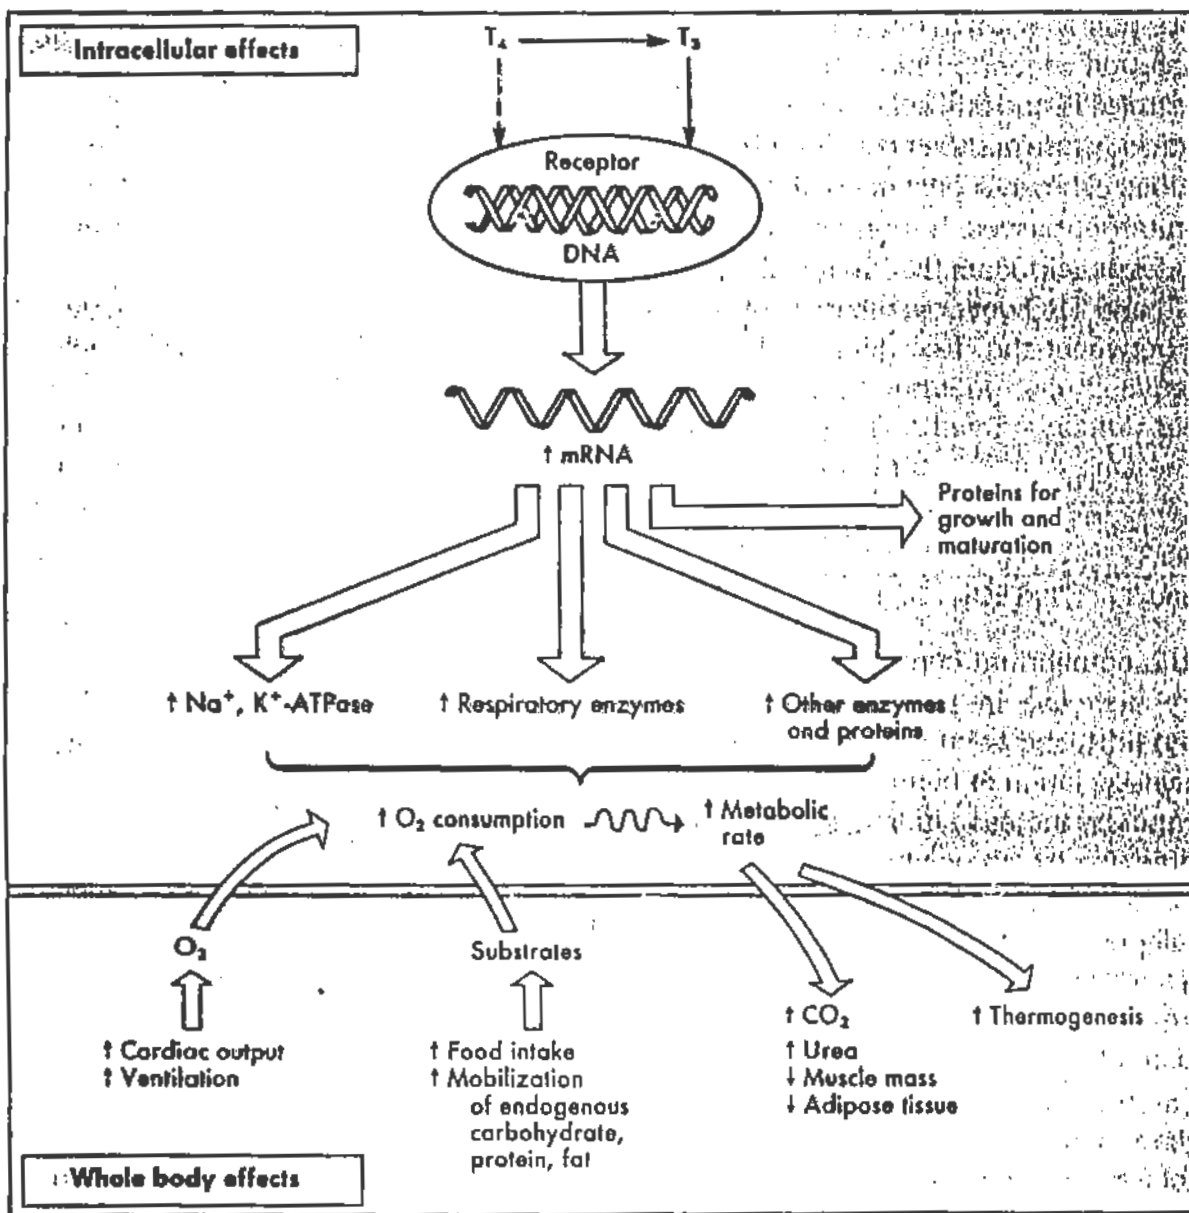 Intracellular effects
T₄ T₃
Receptor
DNA
↑ mRNA
Proteins for
growth and
maturation
↑ Na⁺, K⁺-ATPase
↑ Respiratory enzymes
↑ Other enzymes
and proteins
↑ O₂ consumption
↑ Metabolic
rate
O₂
Substrates
↑ Cardiac output
↑ Ventilation
↑ Food intake
↑ Mobilization
of endogenous
carbohydrate,
protein, fat
↑ CO₂
↑ Urea
↓ Muscle mass
↓ Adipose tissue
↑ Thermogenesis
Whole body effects